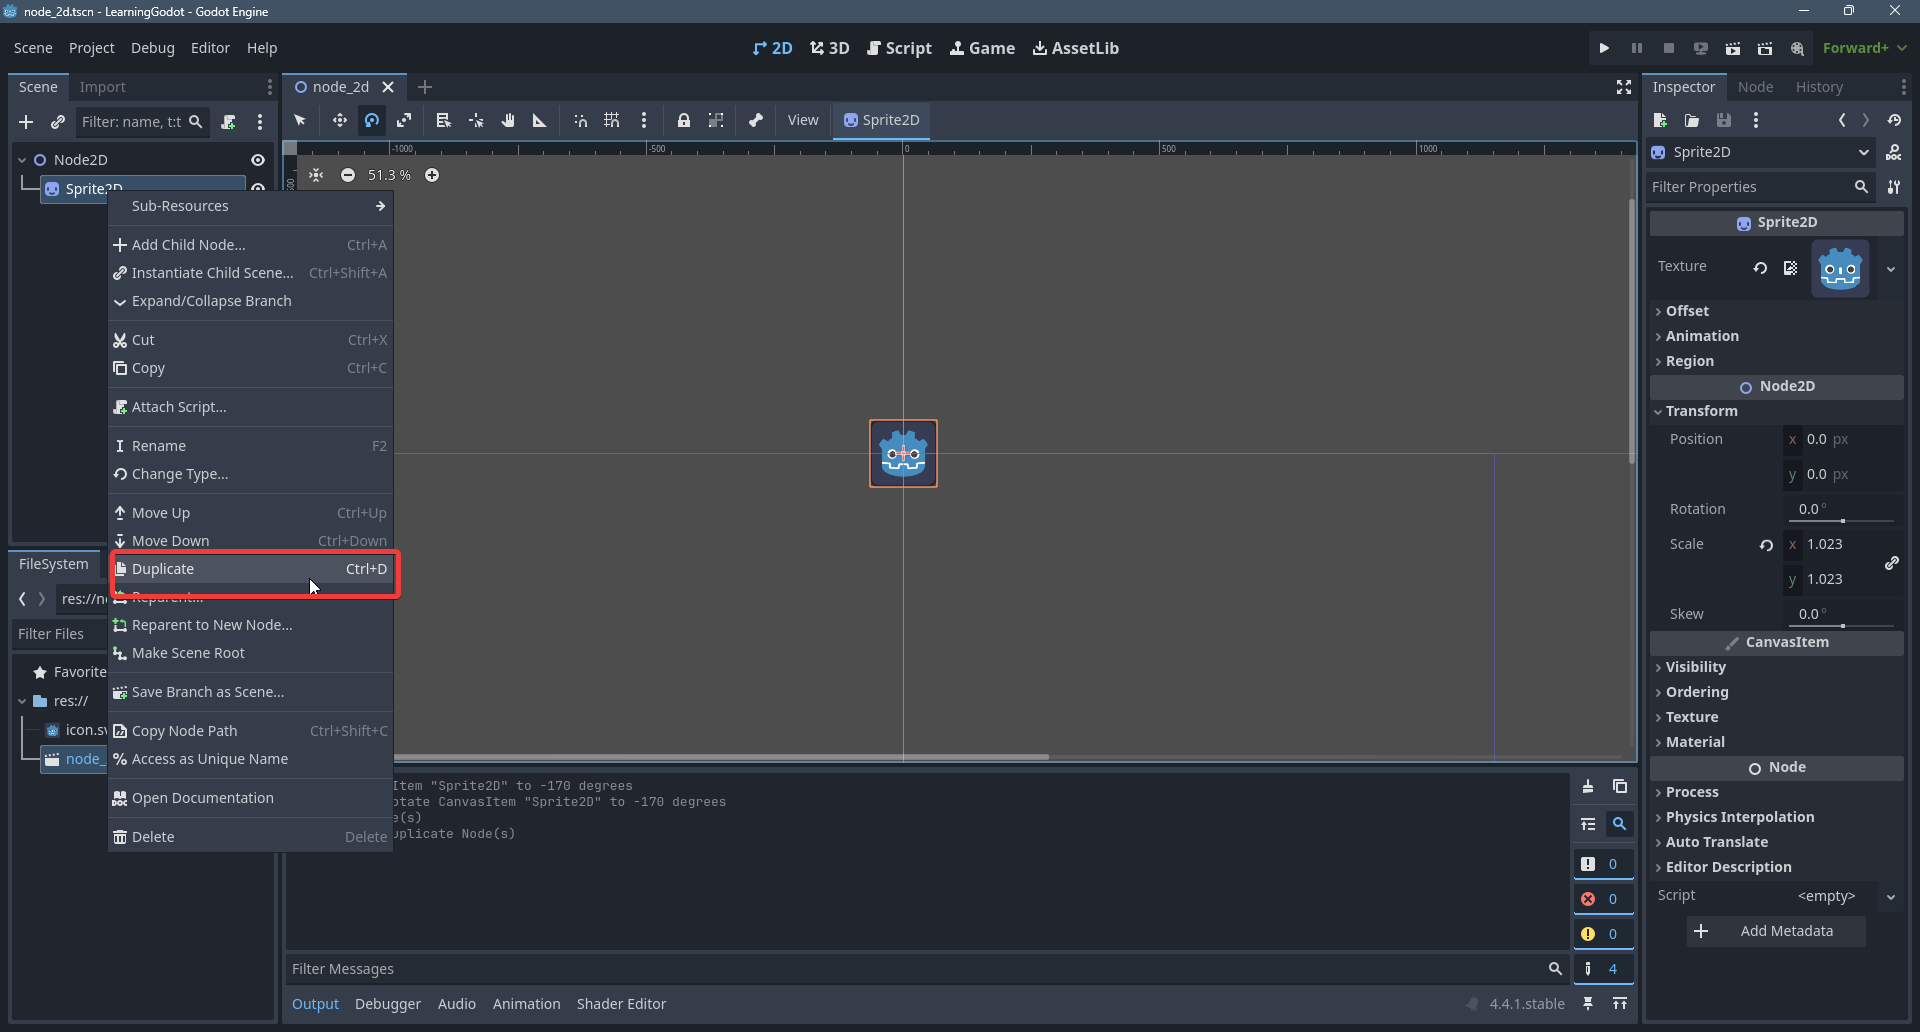 node_2d.tscn - LearningGodot - Godot Engine
Scene Project Debug Editor Help
2D 3D Script Game AssetLib
Forward+
Scene Import
Filter: name, t:t
Node2D
Sprite2D
Sub-Resources
Add Child Node... Ctrl+A
Instantiate Child Scene... Ctrl+Shift+A
Expand/Collapse Branch
Cut Ctrl+X
Copy Ctrl+C
Attach Script...
Rename F2
Change Type...
Move Up Ctrl+Up
Move Down Ctrl+Down
Duplicate Ctrl+D
Reparent...
Reparent to New Node...
Make Scene Root
Save Branch as Scene...
Copy Node Path Ctrl+Shift+C
Access as Unique Name
DOC Open Documentation
Delete Delete
FileSystem
res://n
Filter Files
Favorite
res://
icon.sv
node_
node_2d
View Sprite2D
-1000 -500 0 500 1000
500
51.3 %
Item "Sprite2D" to -170 degrees
otate CanvasItem "Sprite2D" to -170 degrees
e(s)
uplicate Node(s)
0
0
0
4
Filter Messages
Output Debugger Audio Animation Shader Editor
4.4.1.stable
Inspector Node History
Sprite2D DOC
Filter Properties
Sprite2D
Texture
Offset
Animation
Region
Node2D
Transform
Position x 0.0 px
y 0.0 px
Rotation 0.0 °
Scale x 1.023
y 1.023
Skew 0.0 °
CanvasItem
Visibility
Ordering
Texture
Material
Node
Process
Physics Interpolation
Auto Translate
Editor Description
Script <empty>
Add Metadata